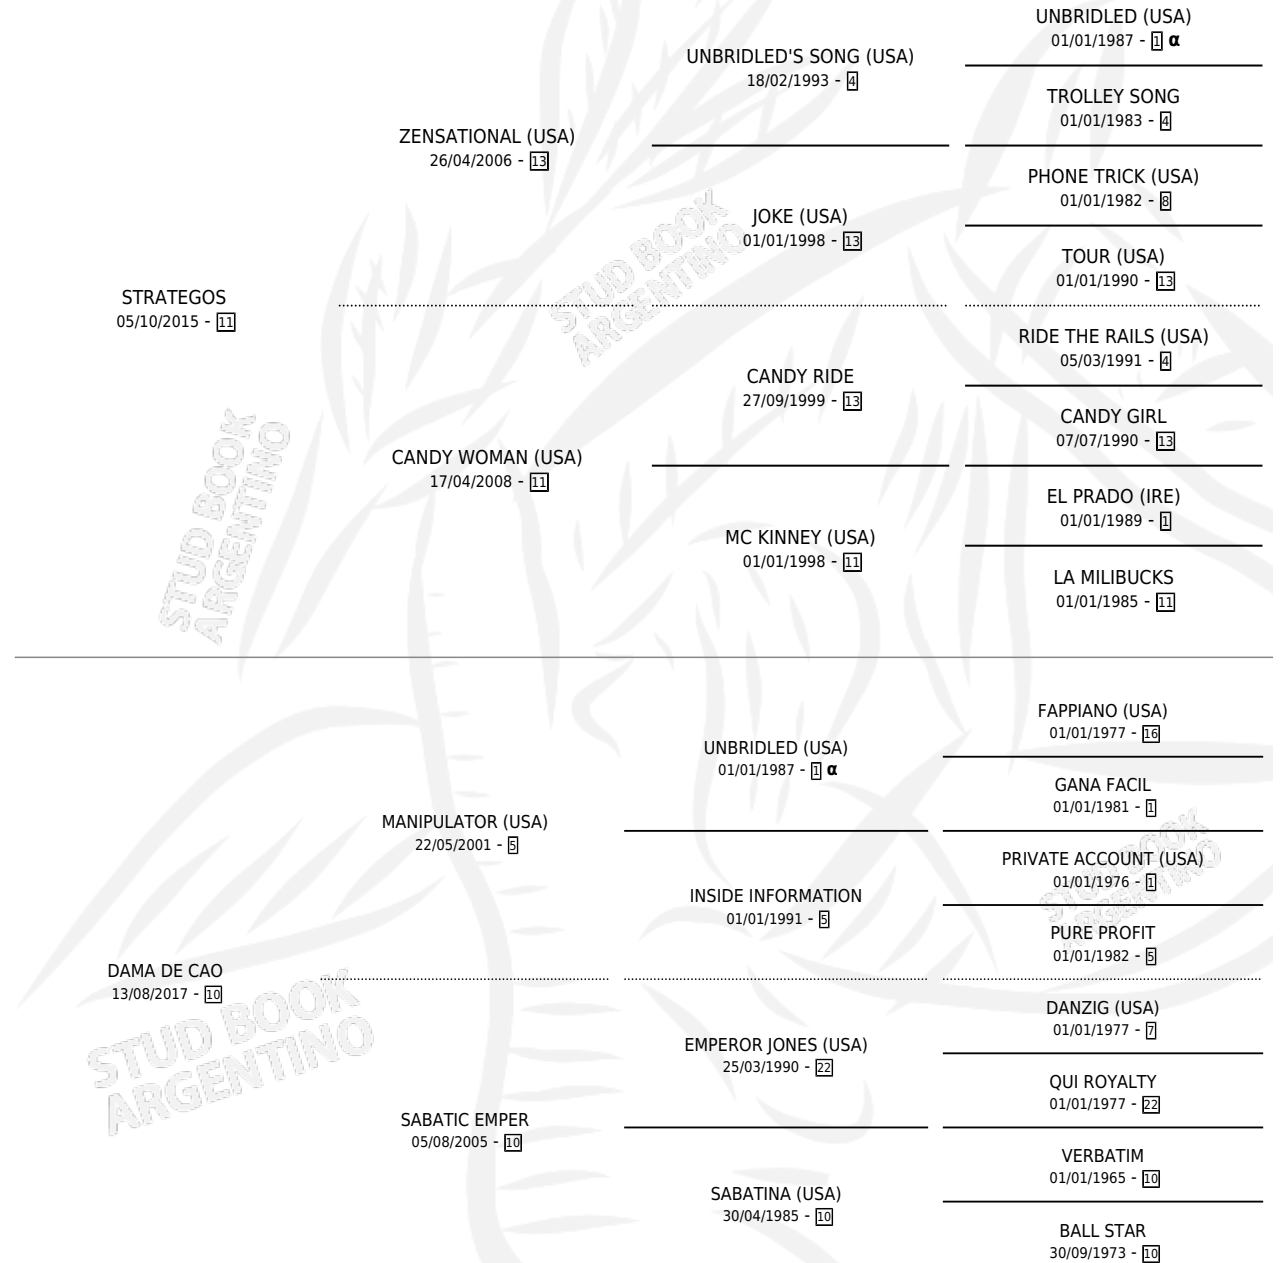 UNBRIDLED (USA)
01/01/1987 - 1 α
UNBRIDLED'S SONG (USA)
18/02/1993 - 4
TROLLEY SONG
01/01/1983 - 4
ZENSATIONAL (USA)
26/04/2006 - 13
PHONE TRICK (USA)
01/01/1982 - 8
JOKE (USA)
01/01/1998 - 13
TOUR (USA)
01/01/1990 - 13
STRATEGOS
05/10/2015 - 11
RIDE THE RAILS (USA)
05/03/1991 - 4
CANDY RIDE
27/09/1999 - 13
CANDY GIRL
07/07/1990 - 13
CANDY WOMAN (USA)
17/04/2008 - 11
EL PRADO (IRE)
01/01/1989 - 1
MC KINNEY (USA)
01/01/1998 - 11
LA MILIBUCKS
01/01/1985 - 11
FAPPIANO (USA)
01/01/1977 - 16
UNBRIDLED (USA)
01/01/1987 - 1 α
GANA FACIL
01/01/1981 - 1
MANIPULATOR (USA)
22/05/2001 - 5
PRIVATE ACCOUNT (USA)
01/01/1976 - 1
INSIDE INFORMATION
01/01/1991 - 5
PURE PROFIT
01/01/1982 - 5
DAMA DE CAO
13/08/2017 - 10
DANZIG (USA)
01/01/1977 - 7
EMPEROR JONES (USA)
25/03/1990 - 22
QUI ROYALTY
01/01/1977 - 22
SABATIC EMPER
05/08/2005 - 10
VERBATIM
01/01/1965 - 10
SABATINA (USA)
30/04/1985 - 10
BALL STAR
30/09/1973 - 10
STUD BOOK
ARGENTINO
STUD BOOK
ARGENTINO
STUD BOOK
ARGENTINO
STUD BOOK
ARGENTINO